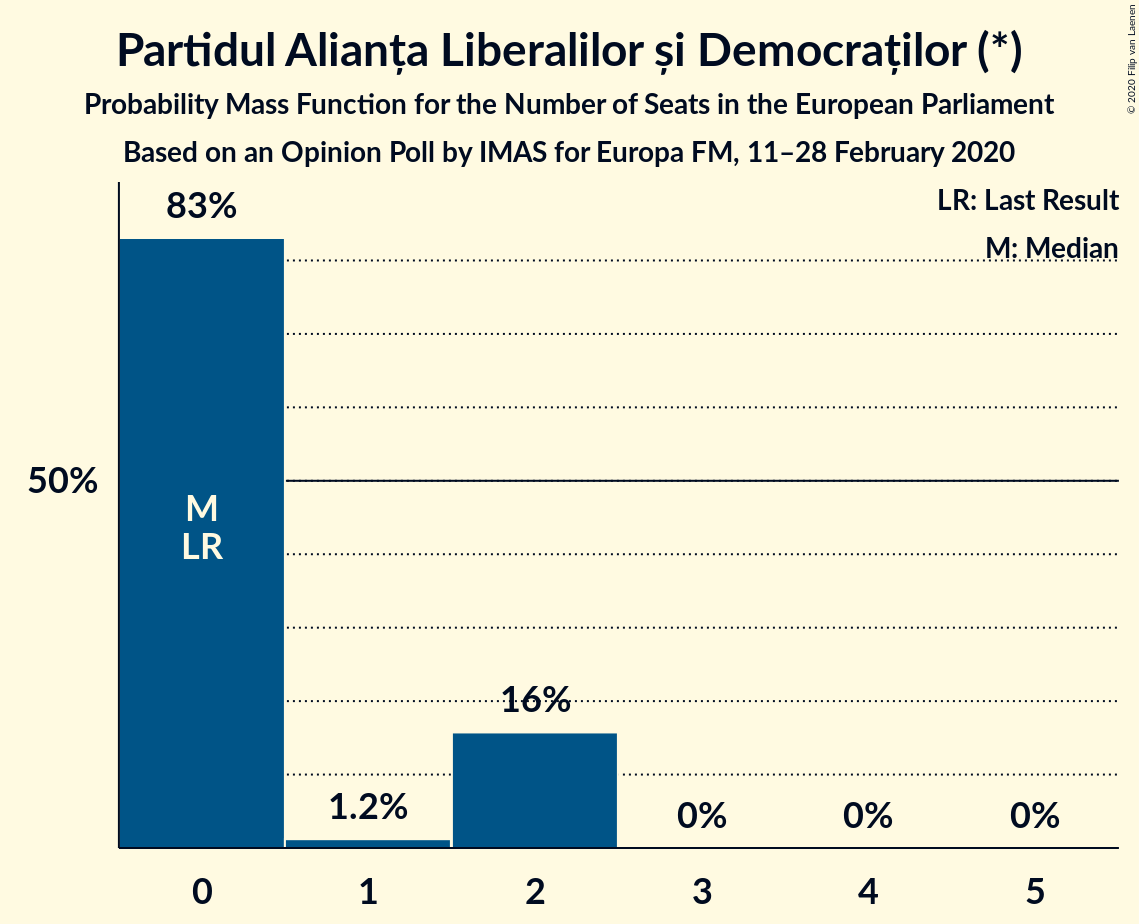 Partidul Alianța Liberalilor și Democraților (*)
Probability Mass Function for the Number of Seats in the European Parliament
Based on an Opinion Poll by IMAS for Europa FM, 11–28 February 2020
© 2020 Filip van Laenen
LR: Last Result
M: Median
83%
50%
M
LR
16%
1.2%
0%
0%
0%
0
1
2
3
4
5